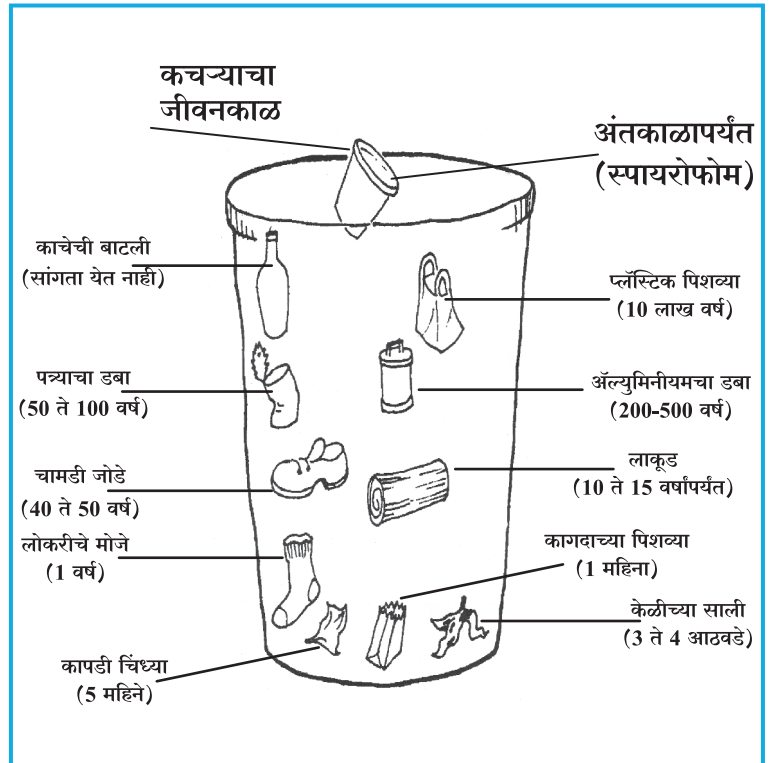 कचऱ्याचा
जीवनकाळ
अंतकाळापर्यंत
(स्पायरोफोम)
काचेची बाटली
(सांगता येत नाही)
प्लॅस्टिक पिशव्या
(10 लाख वर्ष)
पत्र्याचा डबा
(50 ते 100 वर्ष)
ॲल्युमिनीयमचा डबा
(200-500 वर्ष)
चामडी जोडे
(40 ते 50 वर्ष)
लाकूड
(10 ते 15 वर्षांपर्यंत)
लोकरीचे मोजे
(1 वर्ष)
कागदाच्या पिशव्या
(1 महिना)
केळीच्या साली
(3 ते 4 आठवडे)
कापडी चिंध्या
(5 महिने)